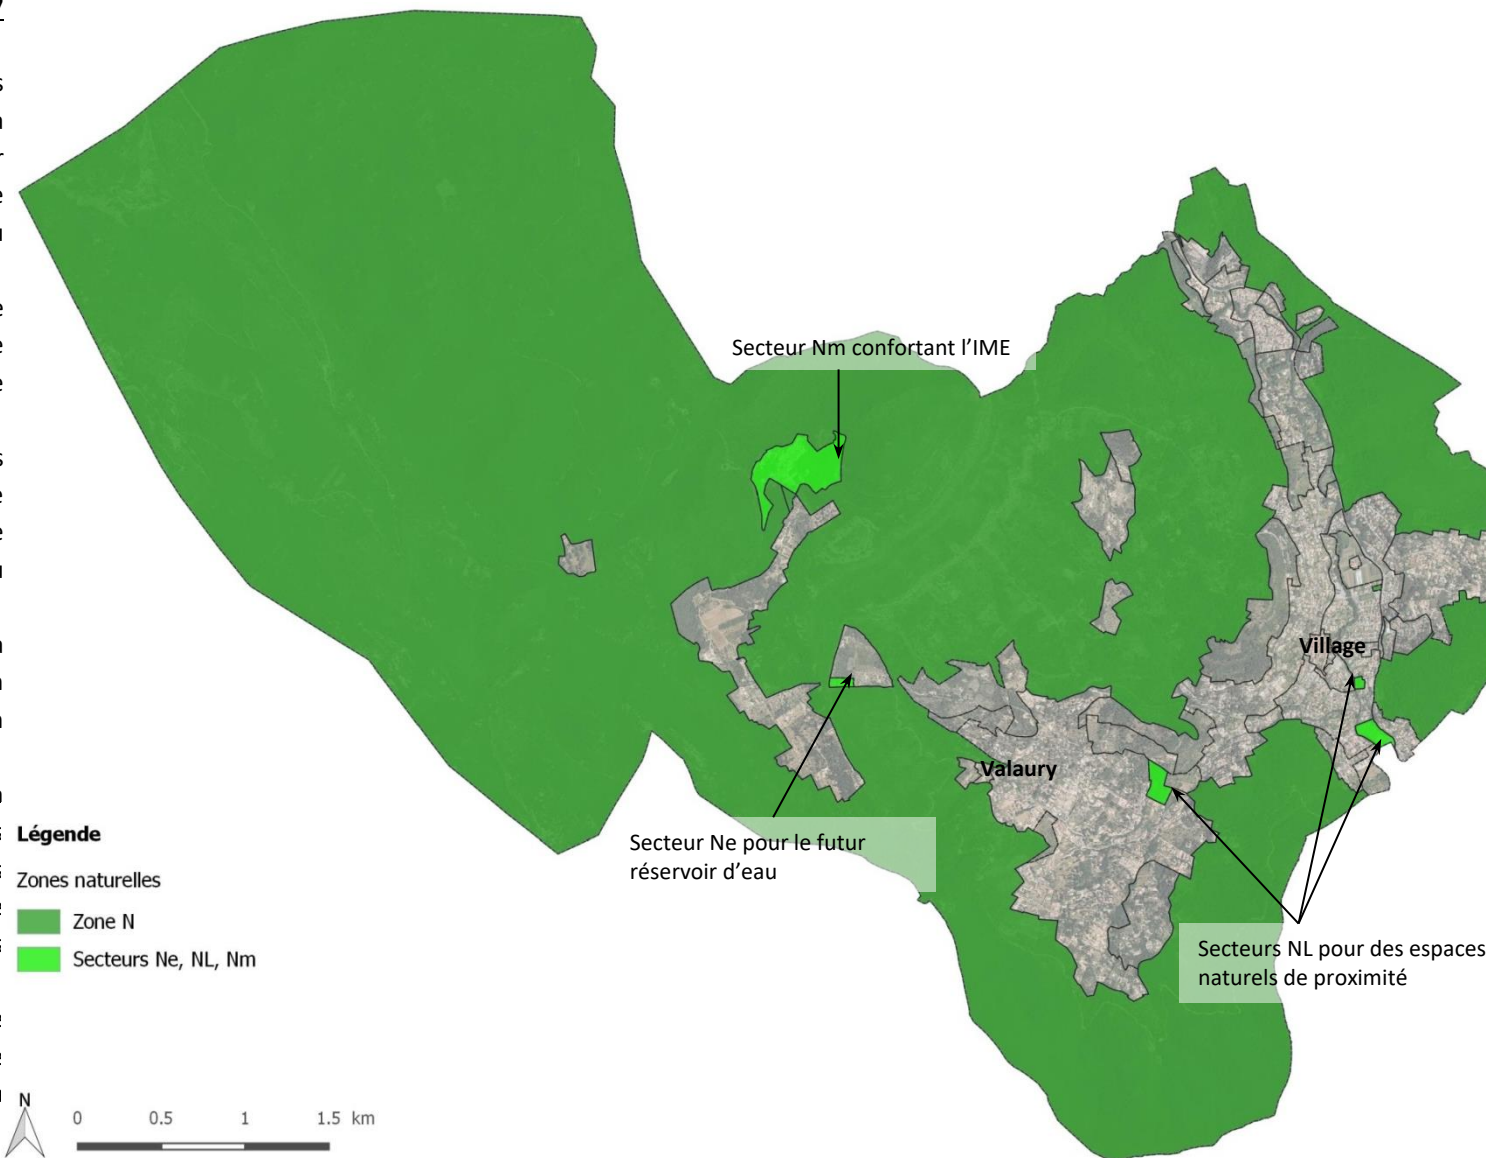 Secteur Nm confortant l’IME
Village
Valaury
Secteur Ne pour le futur
réservoir d’eau
Secteurs NL pour des espaces
naturels de proximité
Légende
Zones naturelles
Zone N
Secteurs Ne, NL, Nm
N
0 0.5 1 1.5 km